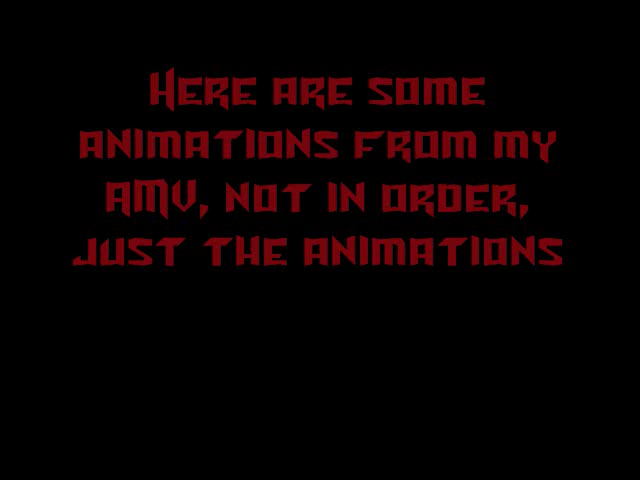 Here are some
animations from my
AMV, not in order,
just the animations